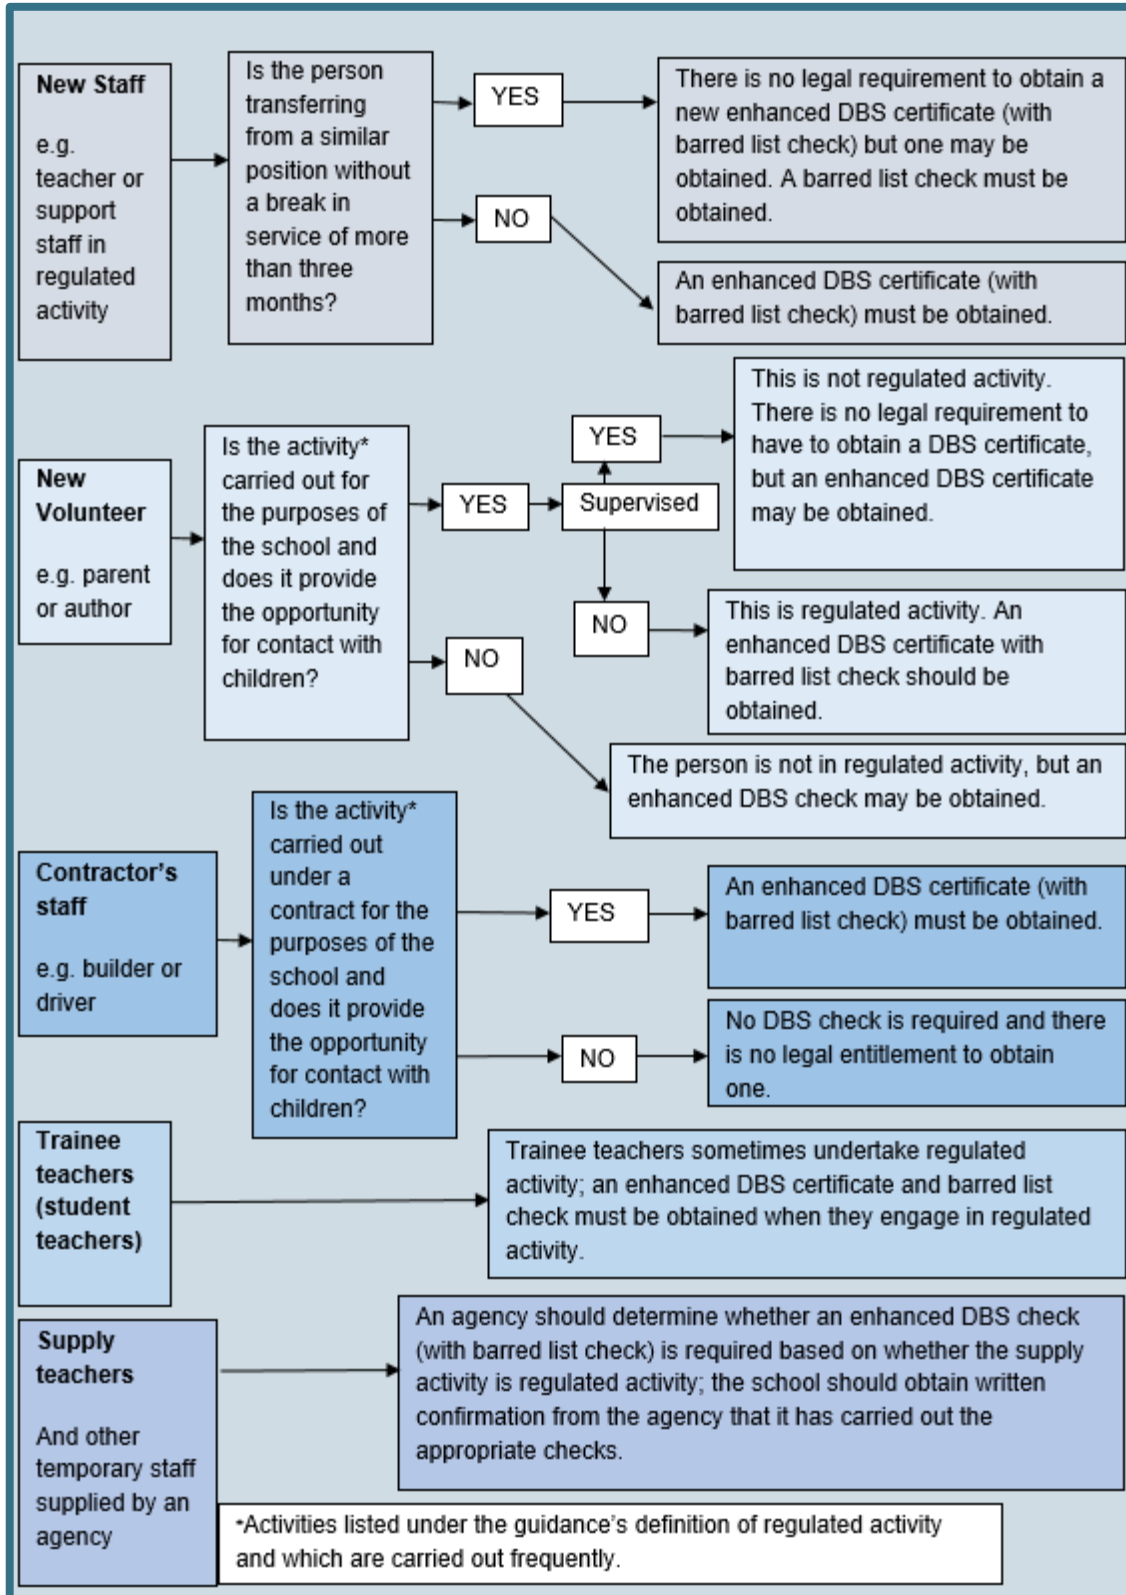 New Staff
e.g.
teacher or
support
staff in
regulated
activity
Is the person
transferring
from a similar
position without
a break in
service of more
than three
months?
YES
There is no legal requirement to obtain a
new enhanced DBS certificate (with
barred list check) but one may be
obtained. A barred list check must be
obtained.
NO
An enhanced DBS certificate (with
barred list check) must be obtained.
New
Volunteer
e.g. parent
or author
Is the activity*
carried out for
the purposes of
the school and
does it provide
the opportunity
for contact with
children?
YES
Supervised
YES
This is not regulated activity.
There is no legal requirement to
have to obtain a DBS certificate,
but an enhanced DBS certificate
may be obtained.
NO
This is regulated activity. An
enhanced DBS certificate with
barred list check should be
obtained.
NO
The person is not in regulated activity, but an
enhanced DBS check may be obtained.
Contractor's
staff
e.g. builder or
driver
Is the activity*
carried out
under a
contract for the
purposes of the
school and
does it provide
the opportunity
for contact with
children?
YES
An enhanced DBS certificate (with
barred list check) must be obtained.
NO
No DBS check is required and there
is no legal entitlement to obtain
one.
Trainee
teachers
(student
teachers)
Trainee teachers sometimes undertake regulated
activity; an enhanced DBS certificate and barred list
check must be obtained when they engage in regulated
activity.
Supply
teachers
And other
temporary staff
supplied by an
agency
An agency should determine whether an enhanced DBS check
(with barred list check) is required based on whether the supply
activity is regulated activity; the school should obtain written
confirmation from the agency that it has carried out the
appropriate checks.
*Activities listed under the guidance's definition of regulated activity
and which are carried out frequently.